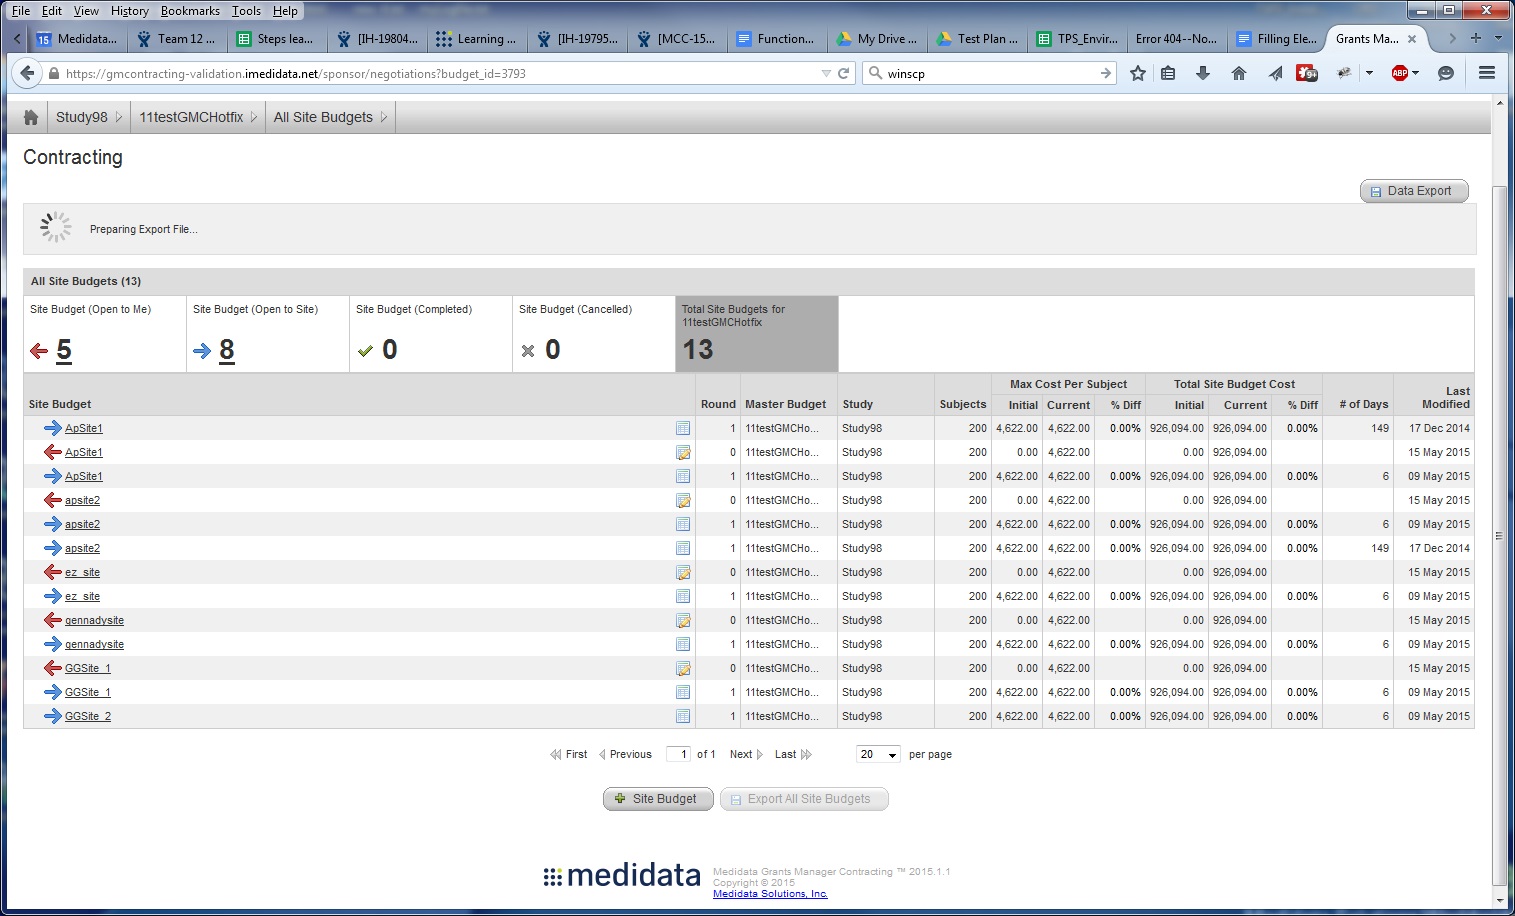 File Edit View History Bookmarks Tools Help
15 Medidata... Team 12 ... Steps lea... [IH-19804... Learning ... [IH-19795... [MCC-15... Function... My Drive ... Test Plan ... TPS_Envir... Error 404--No... Filling Ele... Grants Ma...
https://gmcontracting-validation.imedidata.net/sponsor/negotiations?budget_id=3793 winscp 9+ ABP
Study98 11testGMCHotfix All Site Budgets
Contracting
Data Export
Preparing Export File...
All Site Budgets (13)
Site Budget (Open to Me) Site Budget (Open to Site) Site Budget (Completed) Site Budget (Cancelled) Total Site Budgets for
11testGMCHotfix
5 8 0 0 13
Max Cost Per Subject Total Site Budget Cost Last
Site Budget Round Master Budget Study Subjects Initial Current % Diff Initial Current % Diff # of Days Modified
ApSite1 1 11testGMCHo... Study98 200 4,622.00 4,622.00 0.00% 926,094.00 926,094.00 0.00% 149 17 Dec 2014
ApSite1 0 11testGMCHo... Study98 200 0.00 4,622.00 0.00 926,094.00 15 May 2015
ApSite1 1 11testGMCHo... Study98 200 4,622.00 4,622.00 0.00% 926,094.00 926,094.00 0.00% 6 09 May 2015
apsite2 0 11testGMCHo... Study98 200 0.00 4,622.00 0.00 926,094.00 15 May 2015
apsite2 1 11testGMCHo... Study98 200 4,622.00 4,622.00 0.00% 926,094.00 926,094.00 0.00% 6 09 May 2015
apsite2 1 11testGMCHo... Study98 200 4,622.00 4,622.00 0.00% 926,094.00 926,094.00 0.00% 149 17 Dec 2014
ez_site 0 11testGMCHo... Study98 200 0.00 4,622.00 0.00 926,094.00 15 May 2015
ez_site 1 11testGMCHo... Study98 200 4,622.00 4,622.00 0.00% 926,094.00 926,094.00 0.00% 6 09 May 2015
gennadysite 0 11testGMCHo... Study98 200 0.00 4,622.00 0.00 926,094.00 15 May 2015
gennadysite 1 11testGMCHo... Study98 200 4,622.00 4,622.00 0.00% 926,094.00 926,094.00 0.00% 6 09 May 2015
GGSite_1 0 11testGMCHo... Study98 200 0.00 4,622.00 0.00 926,094.00 15 May 2015
GGSite_1 1 11testGMCHo... Study98 200 4,622.00 4,622.00 0.00% 926,094.00 926,094.00 0.00% 6 09 May 2015
GGSite_2 1 11testGMCHo... Study98 200 4,622.00 4,622.00 0.00% 926,094.00 926,094.00 0.00% 6 09 May 2015
First Previous 1 of 1 Next Last 20 per page
Site Budget Export All Site Budgets
medidata
Medidata Grants Manager Contracting ™ 2015.1.1
Copyright © 2015
Medidata Solutions, Inc.